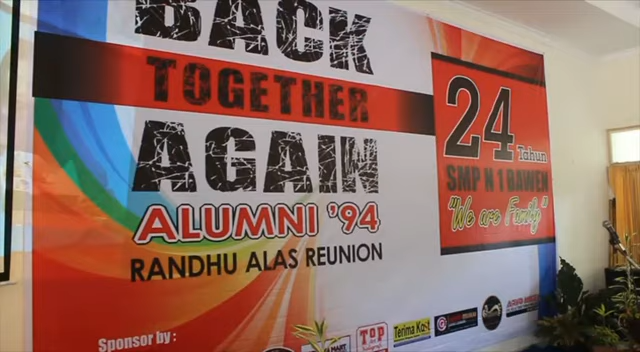 BACK
TOGETHER
AGAIN
ALUMNI '94
RANDHU ALAS REUNION
24
Tahun
SMP N 1 BAWEN
"We are Family"
Sponsor by :
MART
TOP
Terima Kost